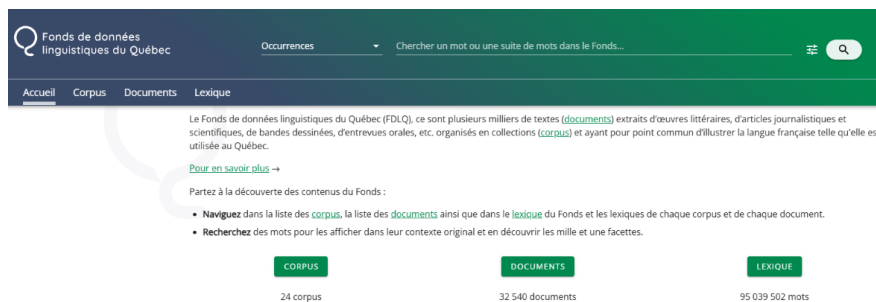 Fonds de données
linguistiques du Québec
Occurrences
Chercher un mot ou une suite de mots dans le Fonds...
Accueil Corpus Documents Lexique
Le Fonds de données linguistiques du Québec (FDLQ), ce sont plusieurs milliers de textes (documents) extraits d'œuvres littéraires, d'articles journalistiques et
scientifiques, de bandes dessinées, d'entrevues orales, etc. organisés en collections (corpus) et ayant pour point commun d'illustrer la langue française telle qu'elle es
utilisée au Québec.
Pour en savoir plus →
Partez à la découverte des contenus du Fonds :
• Naviguez dans la liste des corpus, la liste des documents ainsi que dans le lexique du Fonds et les lexiques de chaque corpus et de chaque document.
• Recherchez des mots pour les afficher dans leur contexte original et en découvrir les mille et une facettes.
CORPUS DOCUMENTS LEXIQUE
24 corpus 32 540 documents 95 039 502 mots